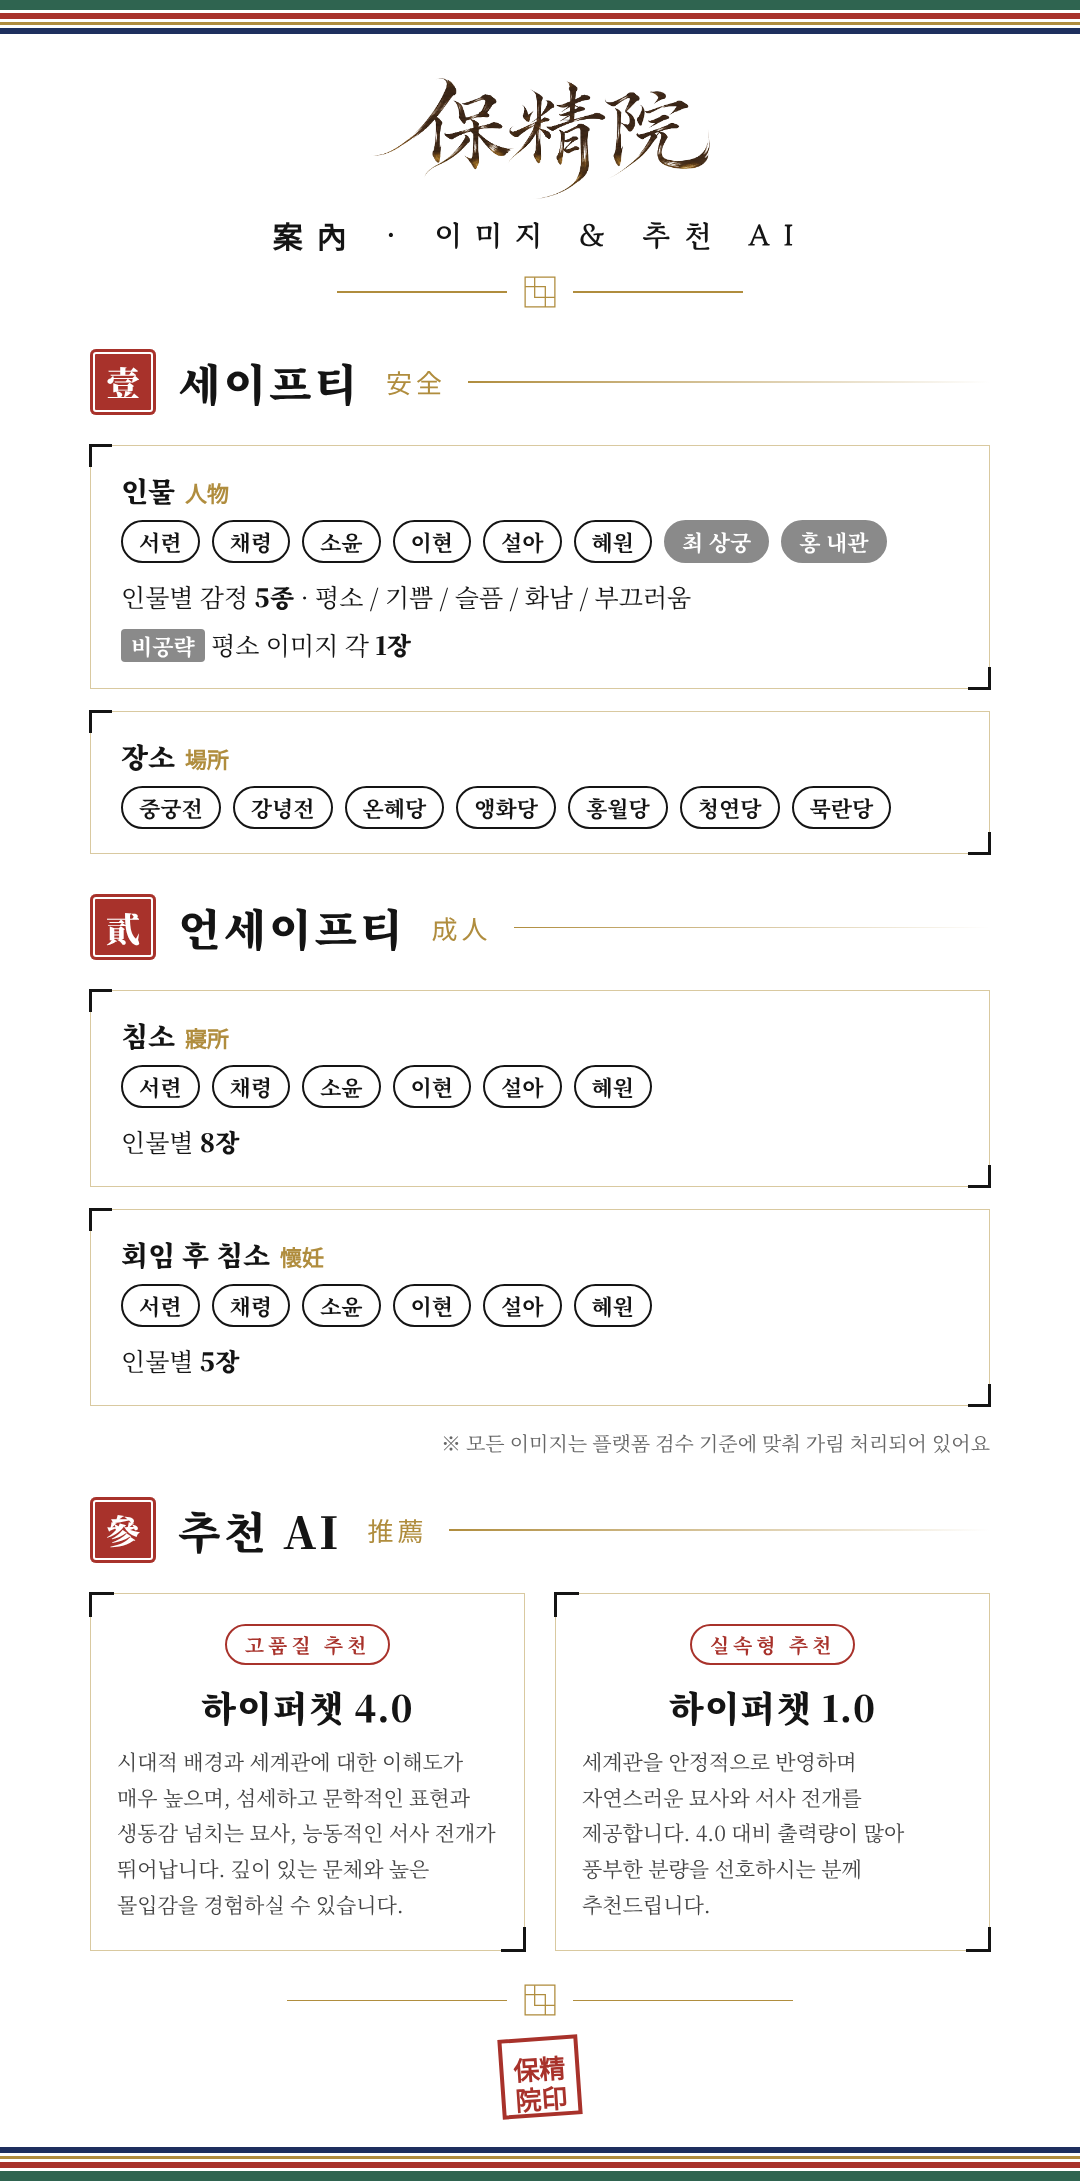 保精院
案內 · 이미지 & 추천 AI
壹 세이프티 安全
인물 人物
서련 채령 소윤 이현 설아 혜원 최 상궁 홍 내관
인물별 감정 5종 · 평소 / 기쁨 / 슬픔 / 화남 / 부끄러움
비공략 평소 이미지 각 1장
장소 場所
중궁전 강녕전 온혜당 앵화당 홍월당 청연당 묵란당
貳 언세이프티 成人
침소 寢所
서련 채령 소윤 이현 설아 혜원
인물별 8장
회임 후 침소 懷妊
서련 채령 소윤 이현 설아 혜원
인물별 5장
※ 모든 이미지는 플랫폼 검수 기준에 맞춰 가림 처리되어 있어요
參 추천 AI 推薦
고품질 추천
하이퍼챗 4.0
시대적 배경과 세계관에 대한 이해도가
매우 높으며, 섬세하고 문학적인 표현과
생동감 넘치는 묘사, 능동적인 서사 전개가
뛰어납니다. 깊이 있는 문체와 높은
몰입감을 경험하실 수 있습니다.
실속형 추천
하이퍼챗 1.0
세계관을 안정적으로 반영하며
자연스러운 묘사와 서사 전개를
제공합니다. 4.0 대비 출력량이 많아
풍부한 분량을 선호하시는 분께
추천드립니다.
保精
院印